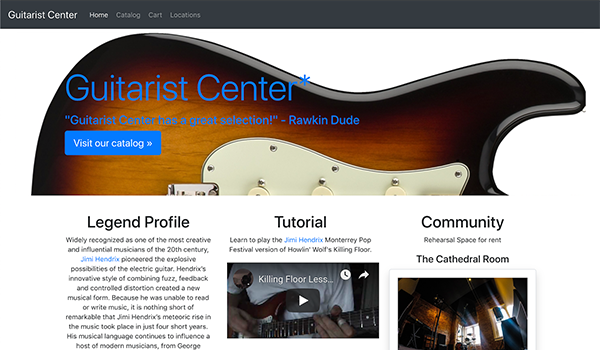 Guitarist Center Home Catalog Cart Locations
Guitarist Center*
"Guitarist Center has a great selection!" - Rawkin Dude
Visit our catalog »
Legend Profile
Widely recognized as one of the most creative
and influential musicians of the 20th century,
Jimi Hendrix pioneered the explosive
possibilities of the electric guitar. Hendrix's
innovative style of combining fuzz, feedback
and controlled distortion created a new
musical form. Because he was unable to read
or write music, it is nothing short of
remarkable that Jimi Hendrix's meteoric rise in
the music took place in just four short years.
His musical language continues to influence a
host of modern musicians, from George
Tutorial
Learn to play the Jimi Hendrix Monterrey Pop
Festival version of Howlin' Wolf's Killing Floor.
Killing Floor Less...
Community
Rehearsal Space for rent
The Cathedral Room